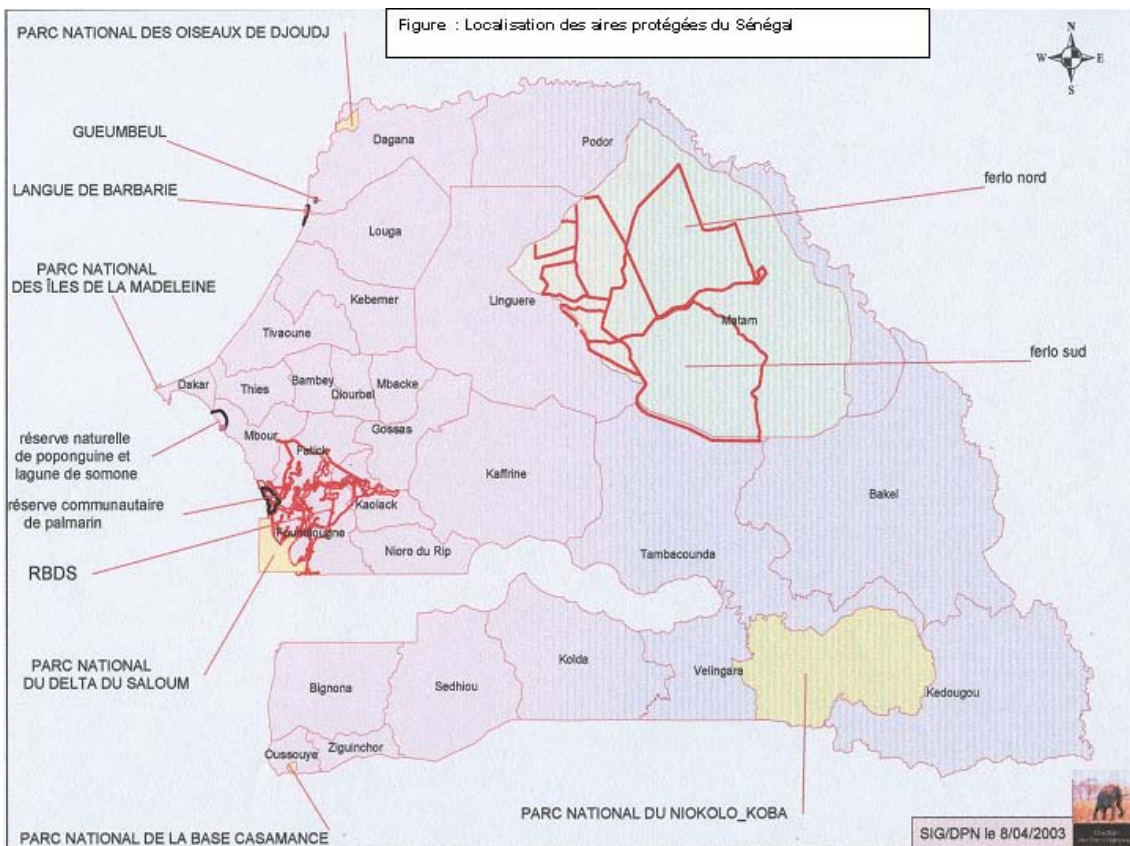 Figure : Localisation des aires protégées du Sénégal
PARC NATIONAL DES OISEAUX DE DJOUDJ
N
W
E
S
GUEUMBEUL
LANGUE DE BARBARIE
PARC NATIONAL
DES ÎLES DE LA MADELEINE
Dagana
Podor
ferlo nord
Louga
Kebemer
Linguere
Matam
Tivaoune
ferlo sud
Dakar
Thies
Bambey
Diourbel
Mbacke
Gossas
réserve naturelle
de poponguine et
lagune de somone
Mbour
Fatick
Kaffrine
Bakel
réserve communautaire
de palmarin
Kaolack
Foundiougne
Nioro du Rip
Tambacounda
RBDS
PARC NATIONAL
DU DELTA DU SALOUM
Bignona
Sedhiou
Kolda
Velingara
Kedougou
Oussouye
Ziguinchor
PARC NATIONAL DU NIOKOLO_KOBA
PARC NATIONAL DE LA BASE CASAMANCE
SIG/DPN le 8/04/2003